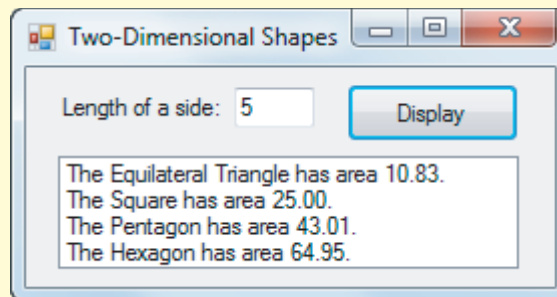 Two-Dimensional Shapes
Length of a side: 5 Display
The Equilateral Triangle has area 10.83.
The Square has area 25.00.
The Pentagon has area 43.01.
The Hexagon has area 64.95.